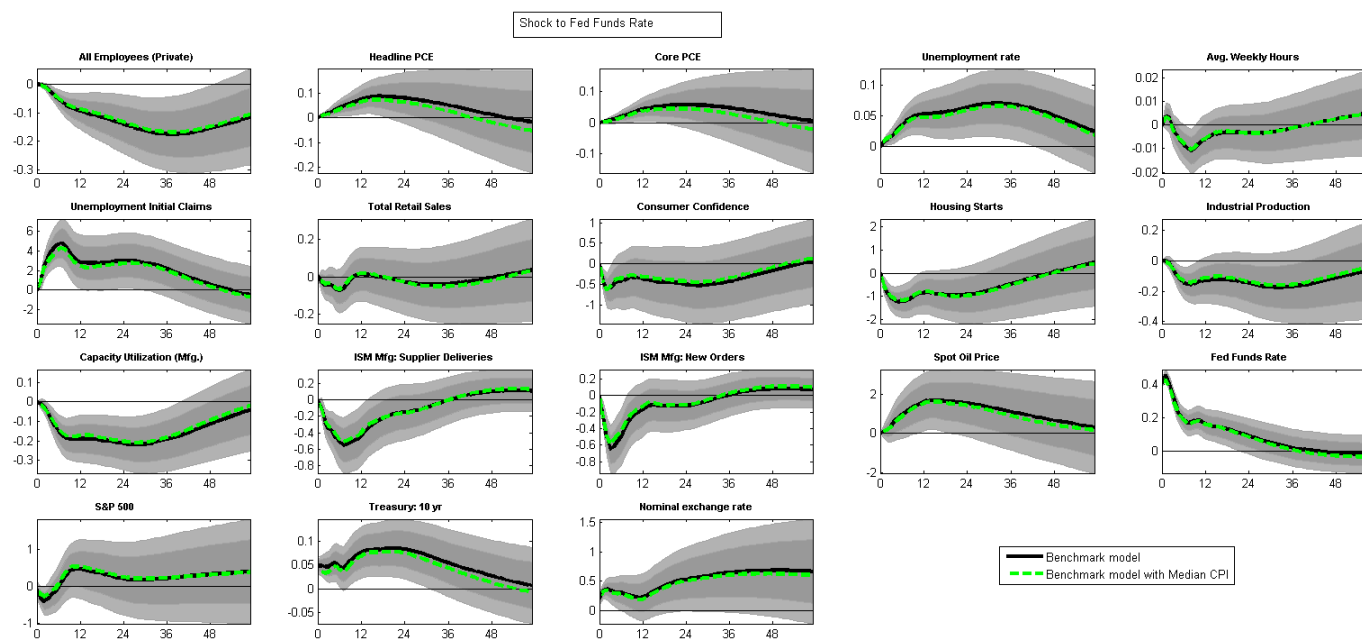 Shock to Fed Funds Rate
All Employees (Private)
0
-0.1
-0.2
-0.3
0 12 24 36 48
Headline PCE
0.1
0
-0.1
-0.2
0 12 24 36 48
Core PCE
0.1
0
-0.1
0 12 24 36 48
Unemployment rate
0.1
0.05
0
0 12 24 36 48
Avg. Weekly Hours
0.02
0.01
0
-0.01
-0.02
0 12 24 36 48
Unemployment Initial Claims
6
4
2
0
-2
0 12 24 36 48
Total Retail Sales
0.2
0
-0.2
0 12 24 36 48
Consumer Confidence
1
0.5
0
-0.5
-1
0 12 24 36 48
Housing Starts
2
1
0
-1
-2
0 12 24 36 48
Industrial Production
0.2
0
-0.2
-0.4
0 12 24 36 48
Capacity Utilization (Mfg.)
0.1
0
-0.1
-0.2
-0.3
0 12 24 36 48
ISM Mfg: Supplier Deliveries
0.2
0
-0.2
-0.4
-0.6
-0.8
0 12 24 36 48
ISM Mfg: New Orders
0.2
0
-0.2
-0.4
-0.6
-0.8
0 12 24 36 48
Spot Oil Price
2
0
-2
0 12 24 36 48
Fed Funds Rate
0.4
0.2
0
0 12 24 36 48
S&P 500
1
0
-1
0 12 24 36 48
Treasury: 10 yr
0.1
0.05
0
-0.05
0 12 24 36 48
Nominal exchange rate
1.5
1
0.5
0
0 12 24 36 48
Benchmark model
Benchmark model with Median CPI